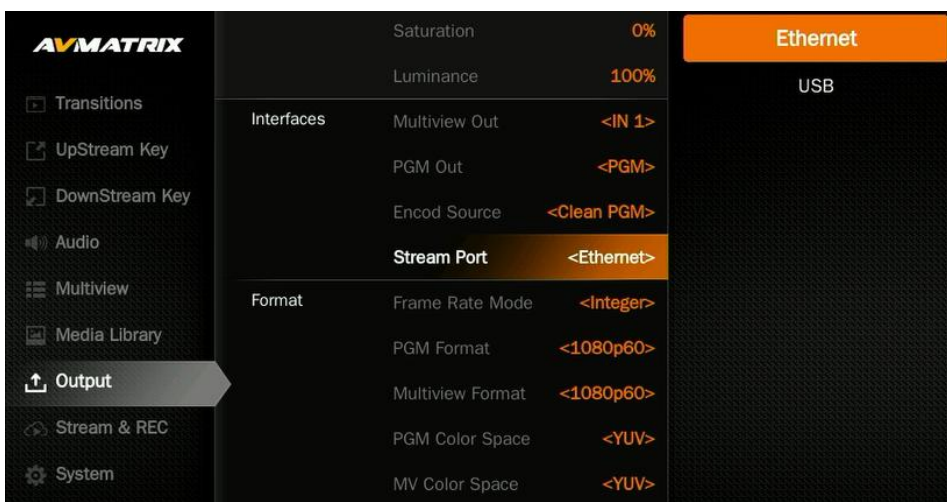 AVMATRIX
Transitions
UpStream Key
DownStream Key
Audio
Multiview
Media Library
Output
Stream & REC
System
Saturation 0%
Luminance 100%
Interfaces Multiview Out <IN 1>
PGM Out <PGM>
Encod Source <Clean PGM>
Stream Port <Ethernet>
Format Frame Rate Mode <Integer>
PGM Format <1080p60>
Multiview Format <1080p60>
PGM Color Space <YUV>
MV Color Space <YUV>
Ethernet
USB